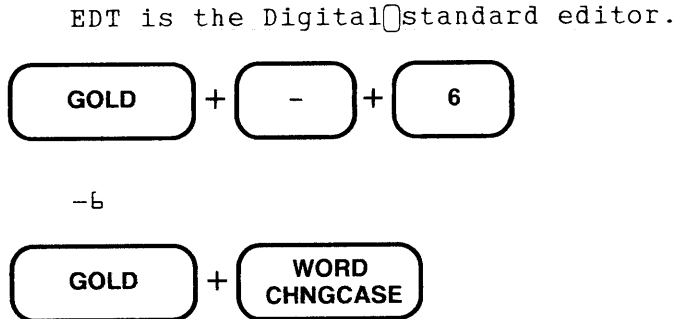 EDT is the Digital standard editor.
GOLD + - + 6
-6
GOLD + WORD
CHNGCASE